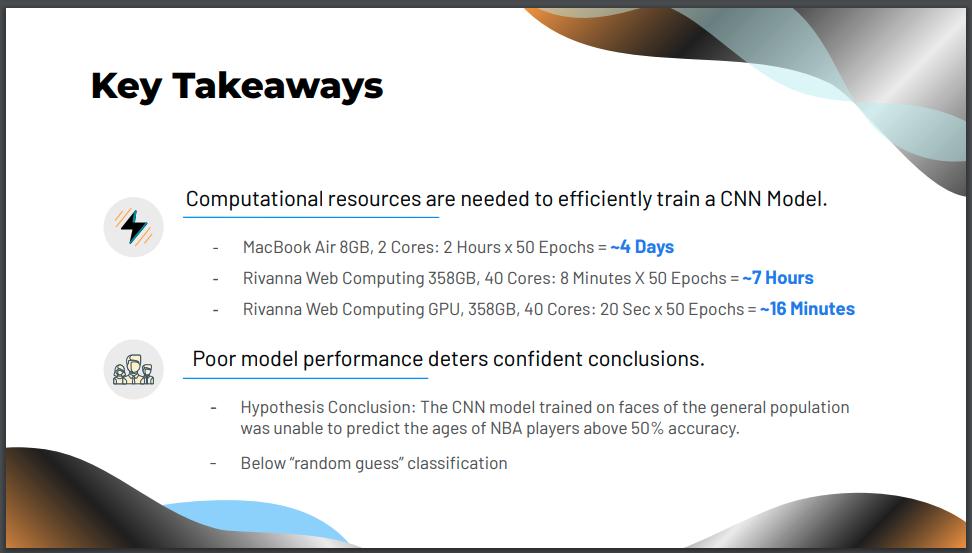 Key Takeaways
Computational resources are needed to efficiently train a CNN Model.
- MacBook Air 8GB, 2 Cores: 2 Hours x 50 Epochs = ~4 Days
- Rivanna Web Computing 358GB, 40 Cores: 8 Minutes X 50 Epochs = ~7 Hours
- Rivanna Web Computing GPU, 358GB, 40 Cores: 20 Sec x 50 Epochs = ~16 Minutes
Poor model performance deters confident conclusions.
- Hypothesis Conclusion: The CNN model trained on faces of the general population
was unable to predict the ages of NBA players above 50% accuracy.
- Below “random guess” classification